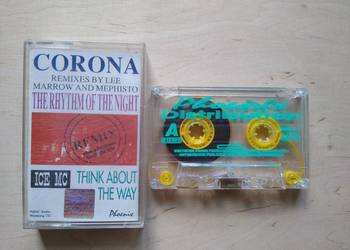 CORONA
REMIXES BY LEE
MARROW AND MEPHISTO
THE RHYTHM OF THE NIGHT
REMIX
ICE MC
THINK ABOUT
THE WAY
Phoenix
Phoenix
Distribution
A